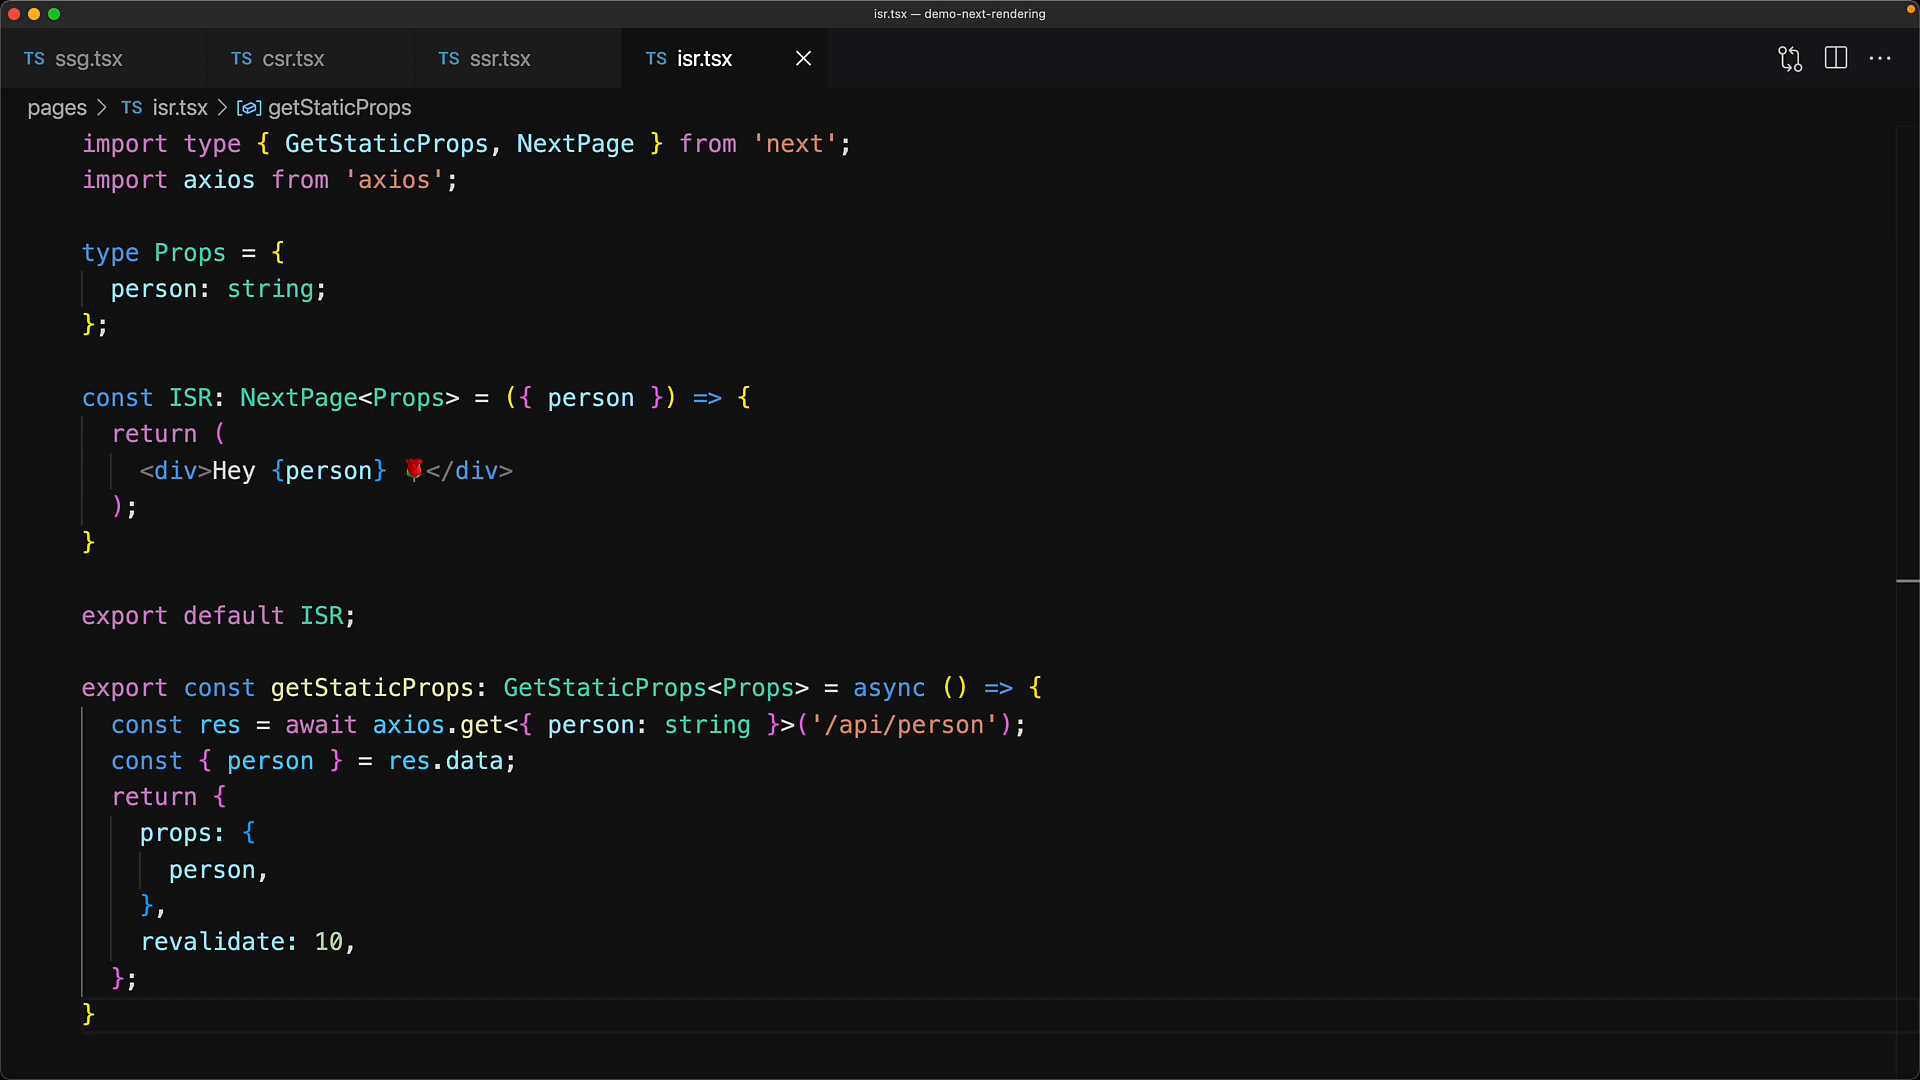 isr.tsx — demo-next-rendering
TS ssg.tsx TS csr.tsx TS ssr.tsx TS isr.tsx
pages > TS isr.tsx > getStaticProps
import type { GetStaticProps, NextPage } from 'next';
import axios from 'axios';
type Props = {
  person: string;
};
const ISR: NextPage<Props> = ({ person }) => {
  return (
    <div>Hey {person} 🌹</div>
  );
}
export default ISR;
export const getStaticProps: GetStaticProps<Props> = async () => {
  const res = await axios.get<{ person: string }>('/api/person');
  const { person } = res.data;
  return {
    props: {
      person,
    },
    revalidate: 10,
  };
}